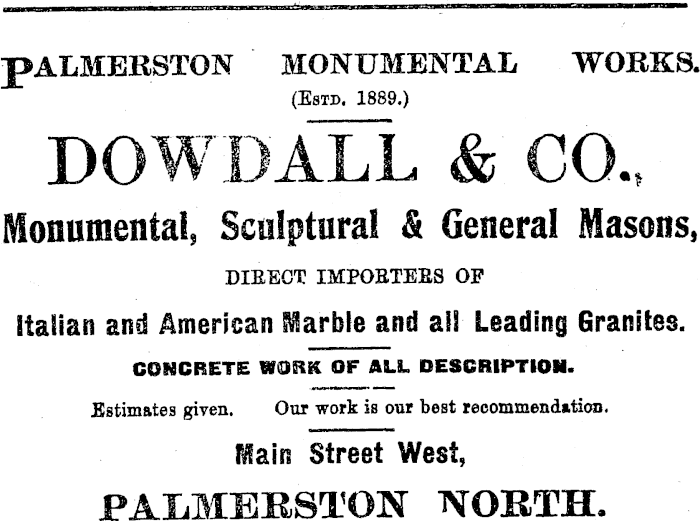 PALMERSTON MONUMENTAL WORKS.
(ESTD. 1889.)
DOWDALL & CO.,
Monumental, Sculptural & General Masons,
DIRECT IMPORTERS OF
Italian and American Marble and all Leading Granites.
CONCRETE WORK OF ALL DESCRIPTION.
Estimates given. Our work is our best recommendation.
Main Street West,
PALMERSTON NORTH.